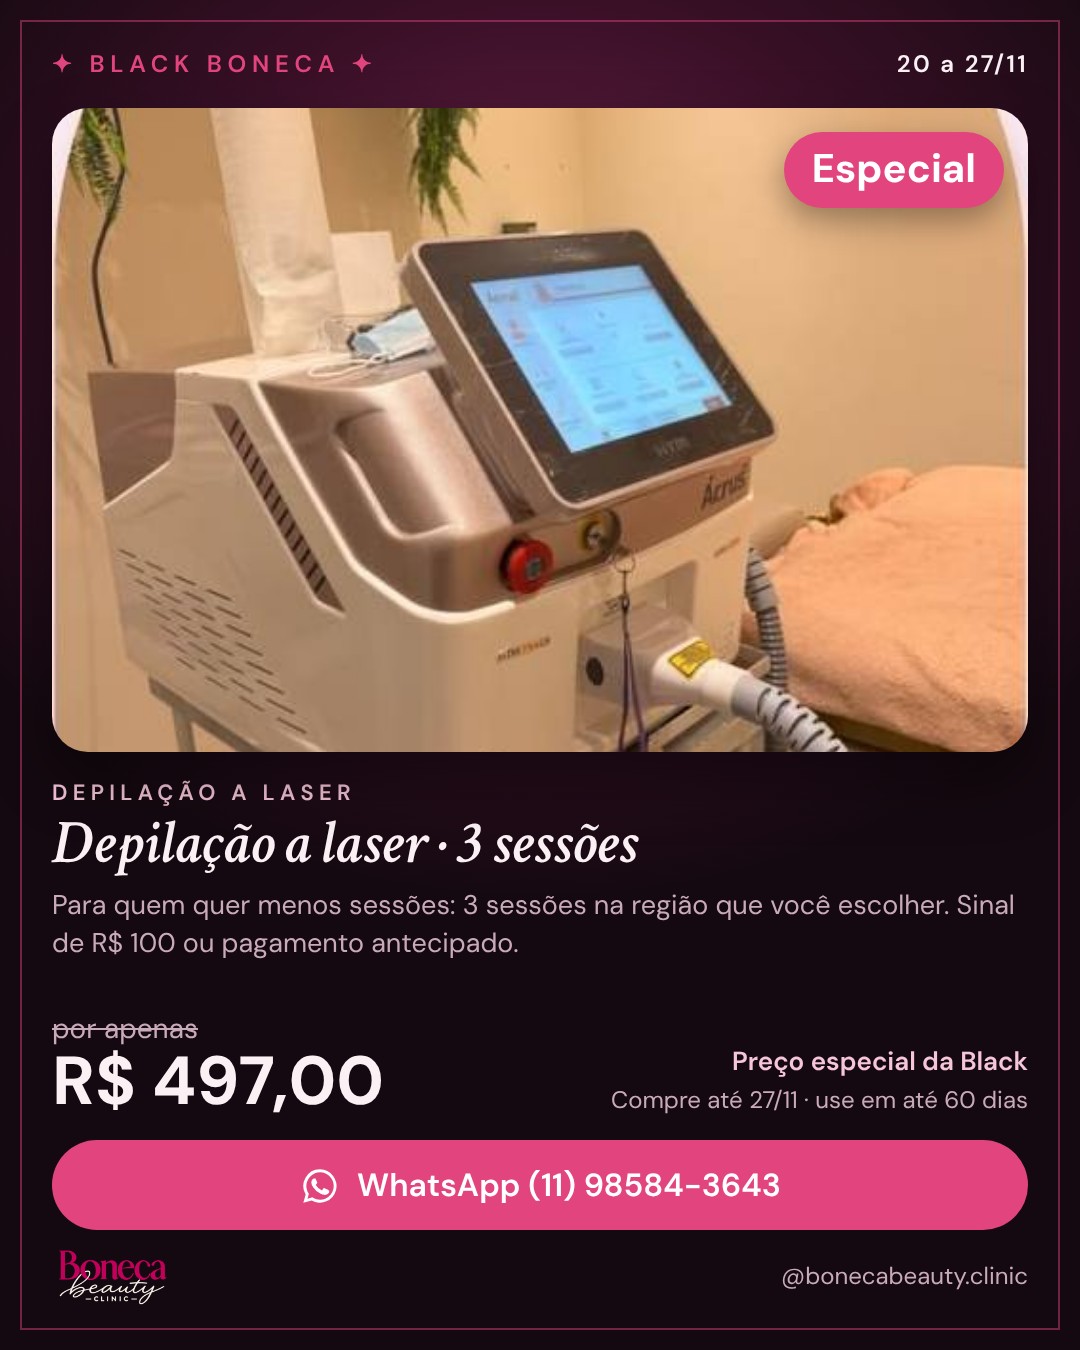 ✦ BLACK BONECA ✦
20 a 27/11
Especial
Ácrus
DEPILAÇÃO A LASER
Depilação a laser · 3 sessões
Para quem quer menos sessões: 3 sessões na região que você escolher. Sinal
de R$ 100 ou pagamento antecipado.
por apenas
R$ 497,00
Preço especial da Black
Compre até 27/11 · use em até 60 dias
WhatsApp (11) 98584-3643
Boneca
beauty
CLINIC
@bonecabeauty.clinic